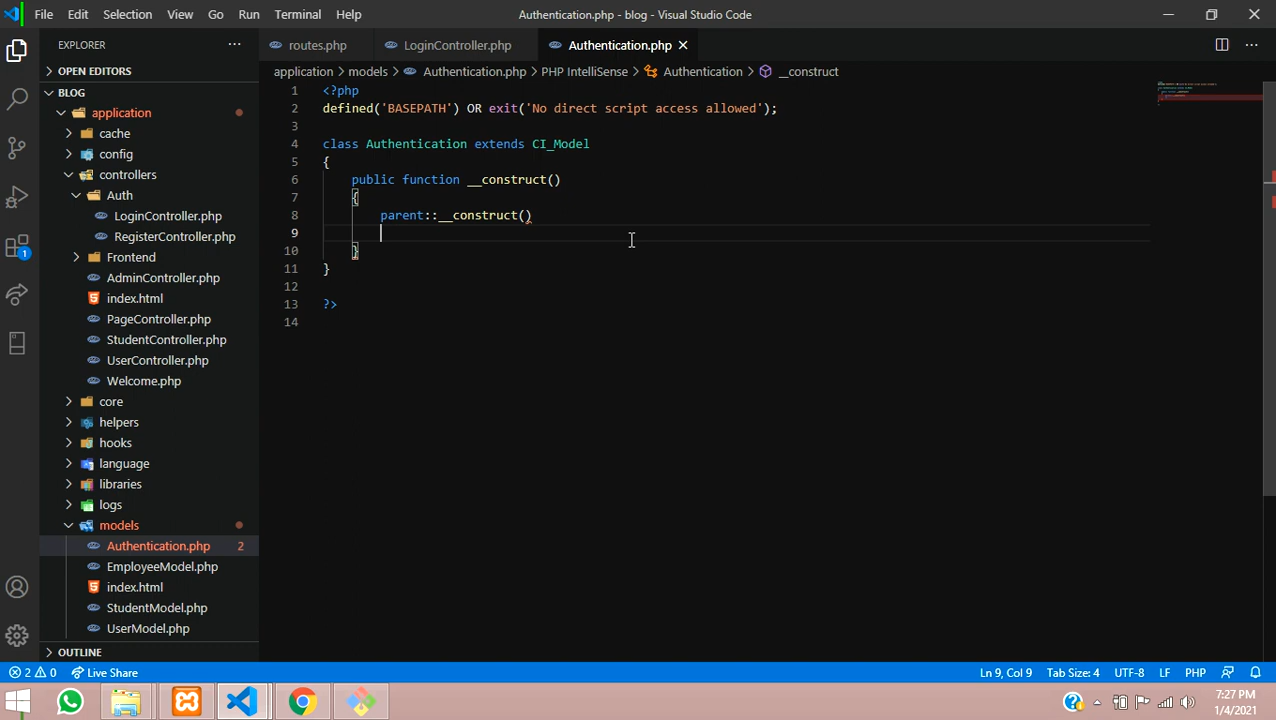 File Edit Selection View Go Run Terminal Help Authentication.php - blog - Visual Studio Code
EXPLORER
routes.php LoginController.php Authentication.php
OPEN EDITORS
application > models > Authentication.php > PHP IntelliSense > Authentication > __construct
BLOG
application
cache
config
controllers
Auth
LoginController.php
RegisterController.php
Frontend
AdminController.php
index.html
PageController.php
StudentController.php
UserController.php
Welcome.php
core
helpers
hooks
language
libraries
logs
models
Authentication.php 2
EmployeeModel.php
index.html
StudentModel.php
UserModel.php
OUTLINE
1 <?php
2 defined('BASEPATH') OR exit('No direct script access allowed');
3
4 class Authentication extends CI_Model
5 {
6 public function __construct()
7 {
8 parent::__construct()
9
10 }
11 }
12
13 ?>
14
1
2 0 Live Share Ln 9, Col 9 Tab Size: 4 UTF-8 LF PHP
7:27 PM
1/4/2021